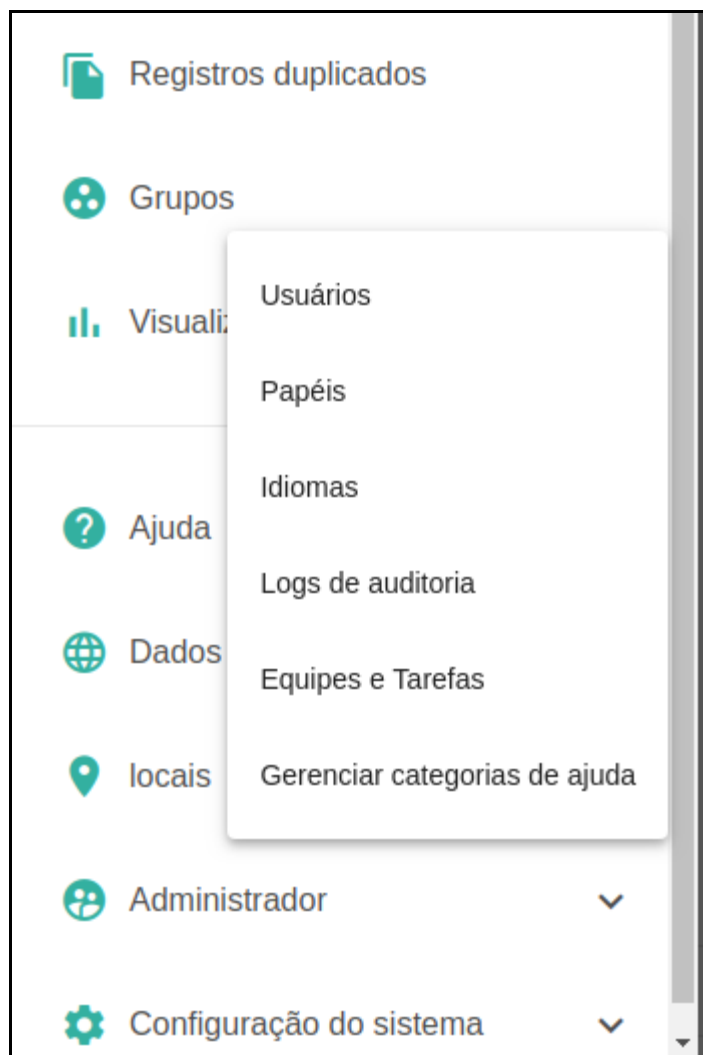 Registros duplicados
Grupos
Usuários
Papéis
Idiomas
Logs de auditoria
Equipes e Tarefas
Gerenciar categorias de ajuda
Ajuda
Dados
locais
Administrador
Configuração do sistema